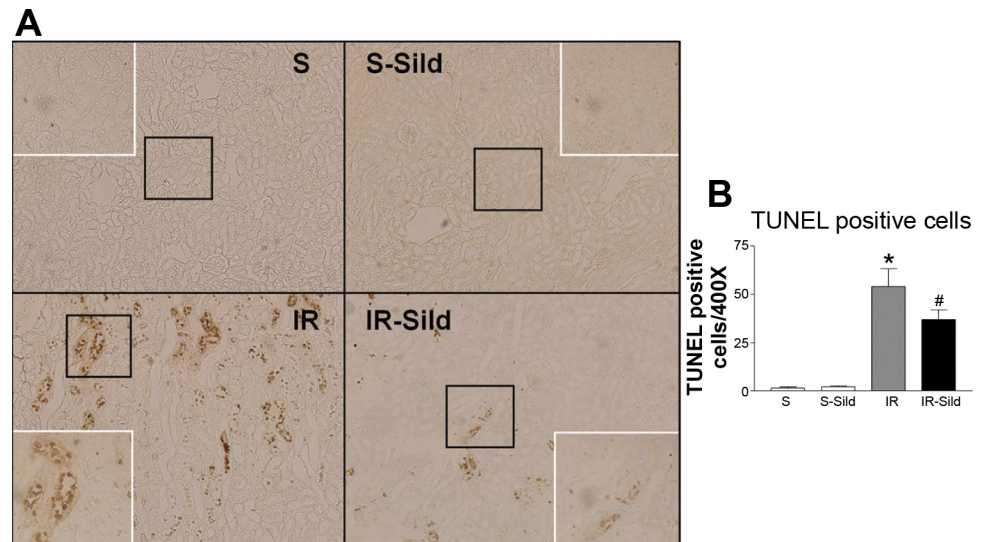 A
S
S-Sild
IR
IR-Sild
B
TUNEL positive cells
TUNEL positive
cells/400X
75
50
25
0
*
#
S
S-Sild
IR
IR-Sild